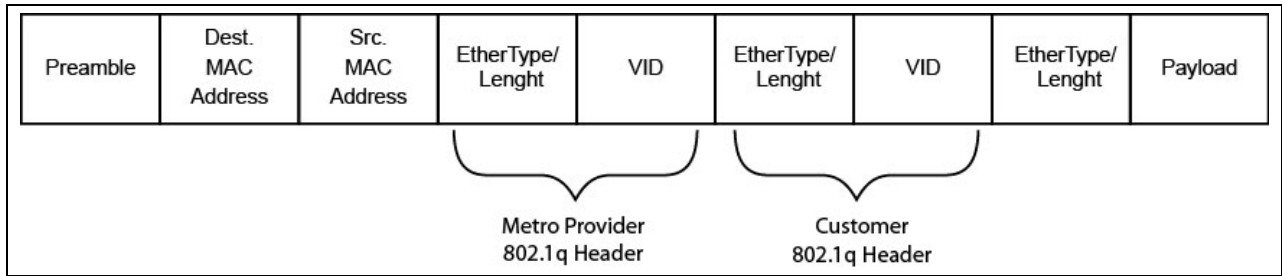 Preamble
Dest.
MAC
Address
Src.
MAC
Address
EtherType/
Lenght
VID
EtherType/
Lenght
VID
EtherType/
Lenght
Payload
Metro Provider
802.1q Header
Customer
802.1q Header